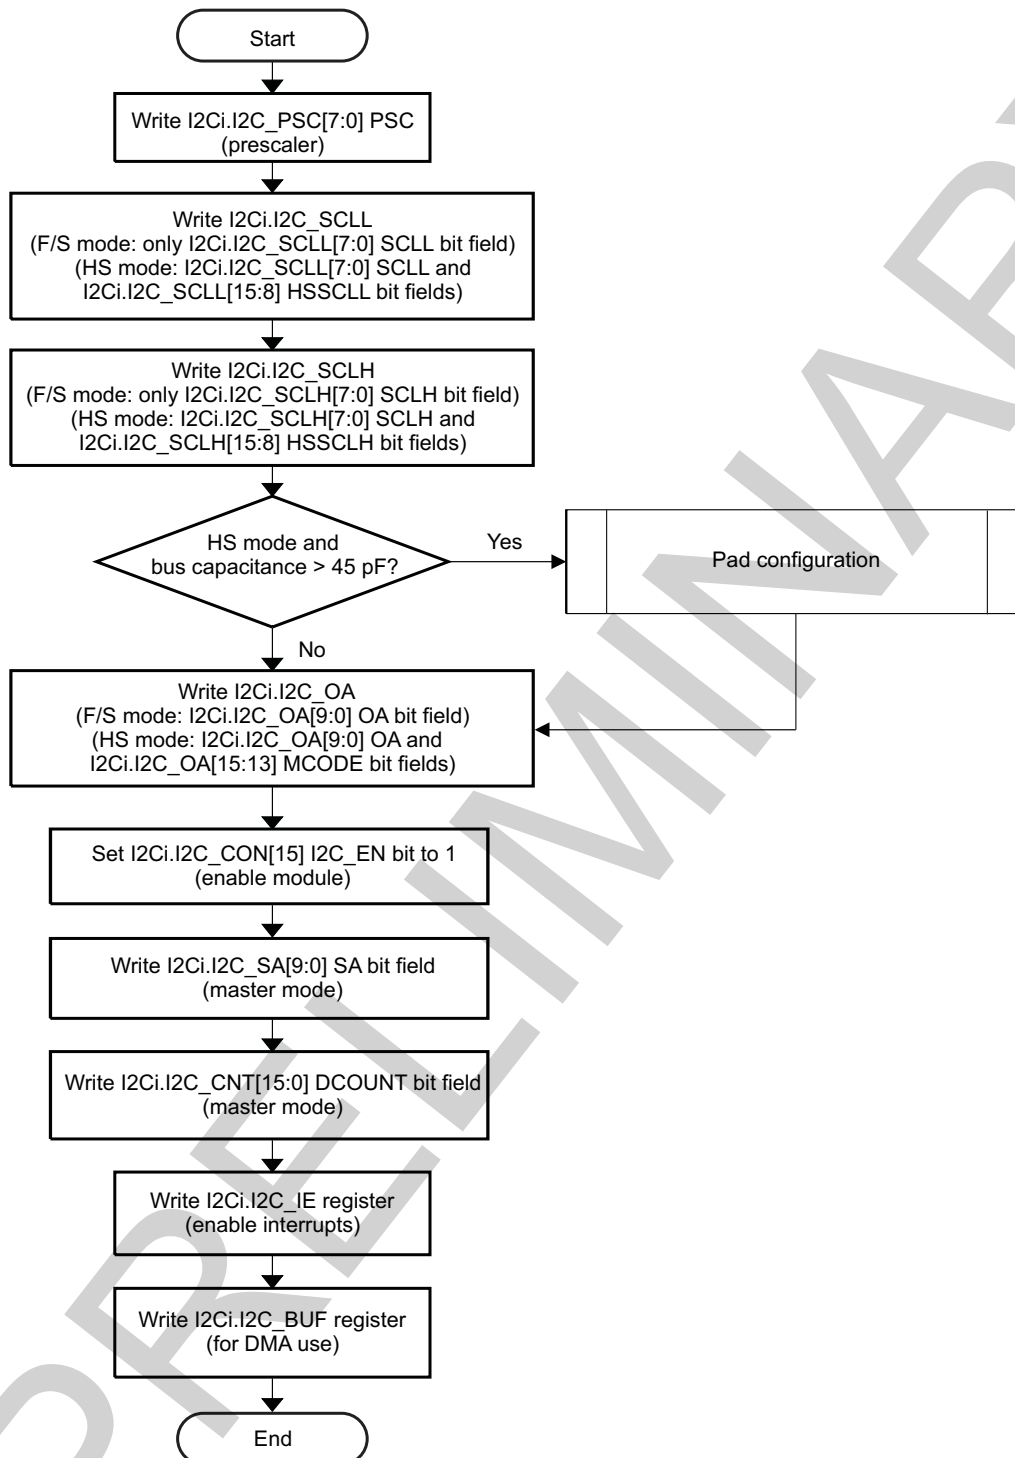 Start
Write I2Ci.I2C_PSC[7:0] PSC
(prescaler)
Write I2Ci.I2C_SCLL
(F/S mode: only I2Ci.I2C_SCLL[7:0] SCLL bit field)
(HS mode: I2Ci.I2C_SCLL[7:0] SCLL and
I2Ci.I2C_SCLL[15:8] HSSCLL bit fields)
Write I2Ci.I2C_SCLH
(F/S mode: only I2Ci.I2C_SCLH[7:0] SCLH bit field)
(HS mode: I2Ci.I2C_SCLH[7:0] SCLH and
I2Ci.I2C_SCLH[15:8] HSSCLH bit fields)
HS mode and
bus capacitance > 45 pF?
Yes
Pad configuration
No
Write I2Ci.I2C_OA
(F/S mode: I2Ci.I2C_OA[9:0] OA bit field)
(HS mode: I2Ci.I2C_OA[9:0] OA and
I2Ci.I2C_OA[15:13] MCODE bit fields)
Set I2Ci.I2C_CON[15] I2C_EN bit to 1
(enable module)
Write I2Ci.I2C_SA[9:0] SA bit field
(master mode)
Write I2Ci.I2C_CNT[15:0] DCOUNT bit field
(master mode)
Write I2Ci.I2C_IE register
(enable interrupts)
Write I2Ci.I2C_BUF register
(for DMA use)
End
PRELIMINARY